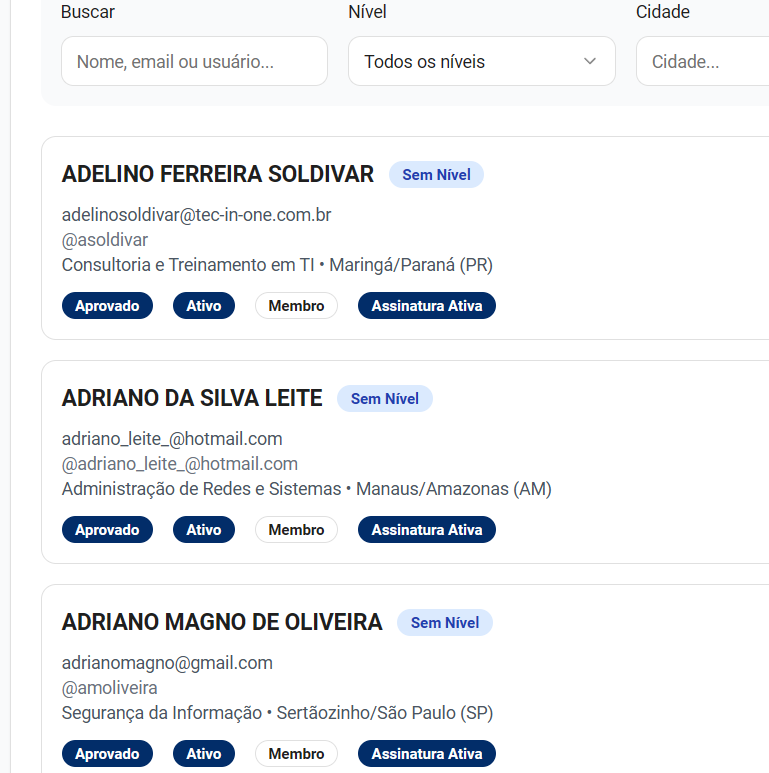 Buscar Nível Cidade
Nome, email ou usuário... Todos os níveis Cidade...
ADELINO FERREIRA SOLDIVAR Sem Nível
adelinosoldivar@tec-in-one.com.br
@asoldivar
Consultoria e Treinamento em TI • Maringá/Paraná (PR)
Aprovado Ativo Membro Assinatura Ativa
ADRIANO DA SILVA LEITE Sem Nível
adriano_leite_@hotmail.com
@adriano_leite_@hotmail.com
Administração de Redes e Sistemas • Manaus/Amazonas (AM)
Aprovado Ativo Membro Assinatura Ativa
ADRIANO MAGNO DE OLIVEIRA Sem Nível
adrianomagno@gmail.com
@amoliveira
Segurança da Informação • Sertãozinho/São Paulo (SP)
Aprovado Ativo Membro Assinatura Ativa